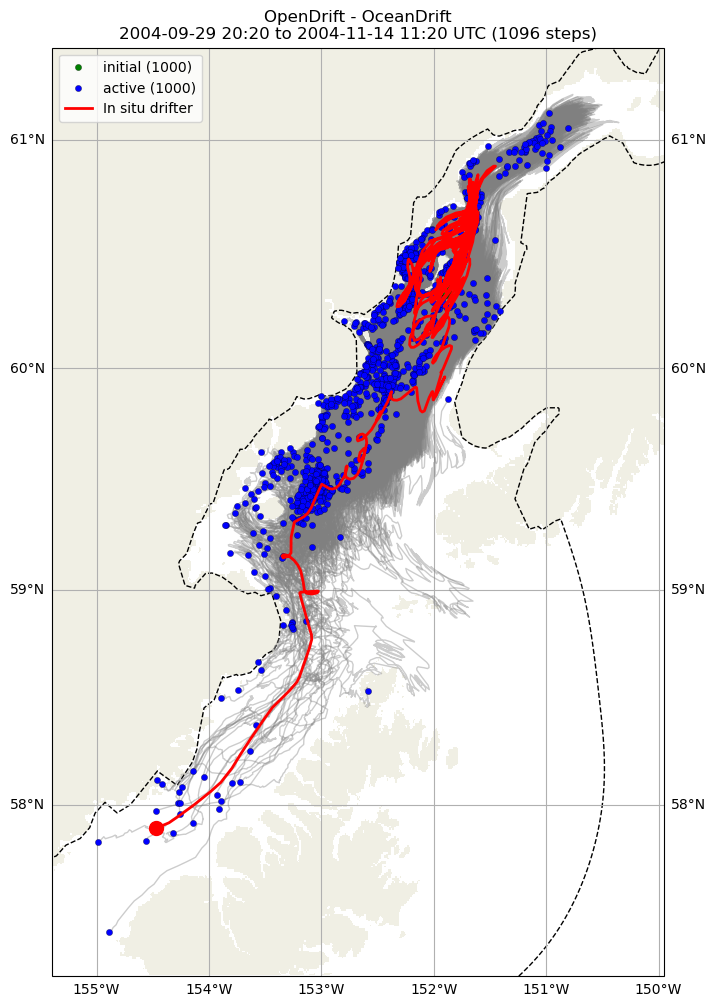 OpenDrift - OceanDrift
2004-09-29 20:20 to 2004-11-14 11:20 UTC (1096 steps)
initial (1000)
active (1000)
In situ drifter
61°N 61°N
60°N 60°N
59°N 59°N
58°N 58°N
155°W 154°W 153°W 152°W 151°W 150°W